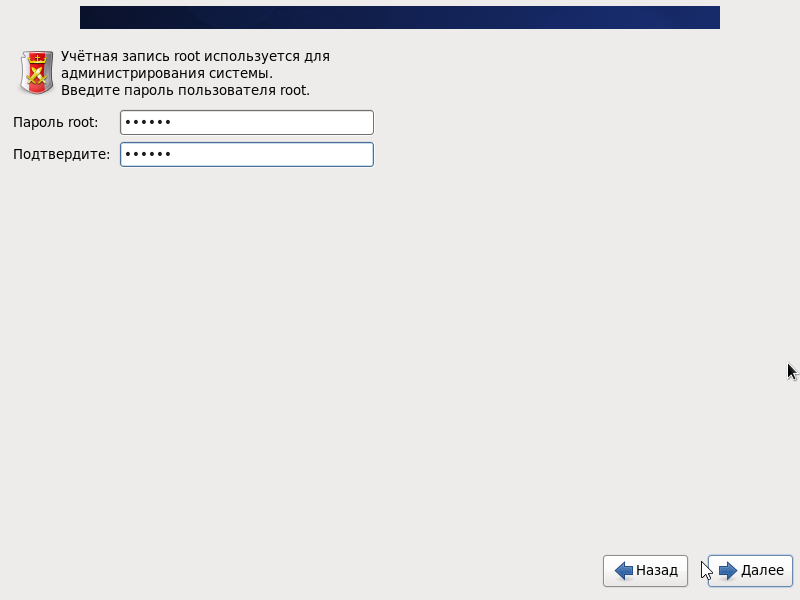 Учётная запись root используется для
администрирования системы.
Введите пароль пользователя root.
Пароль root: ••••••
Подтвердите: ••••••
Назад
Далее